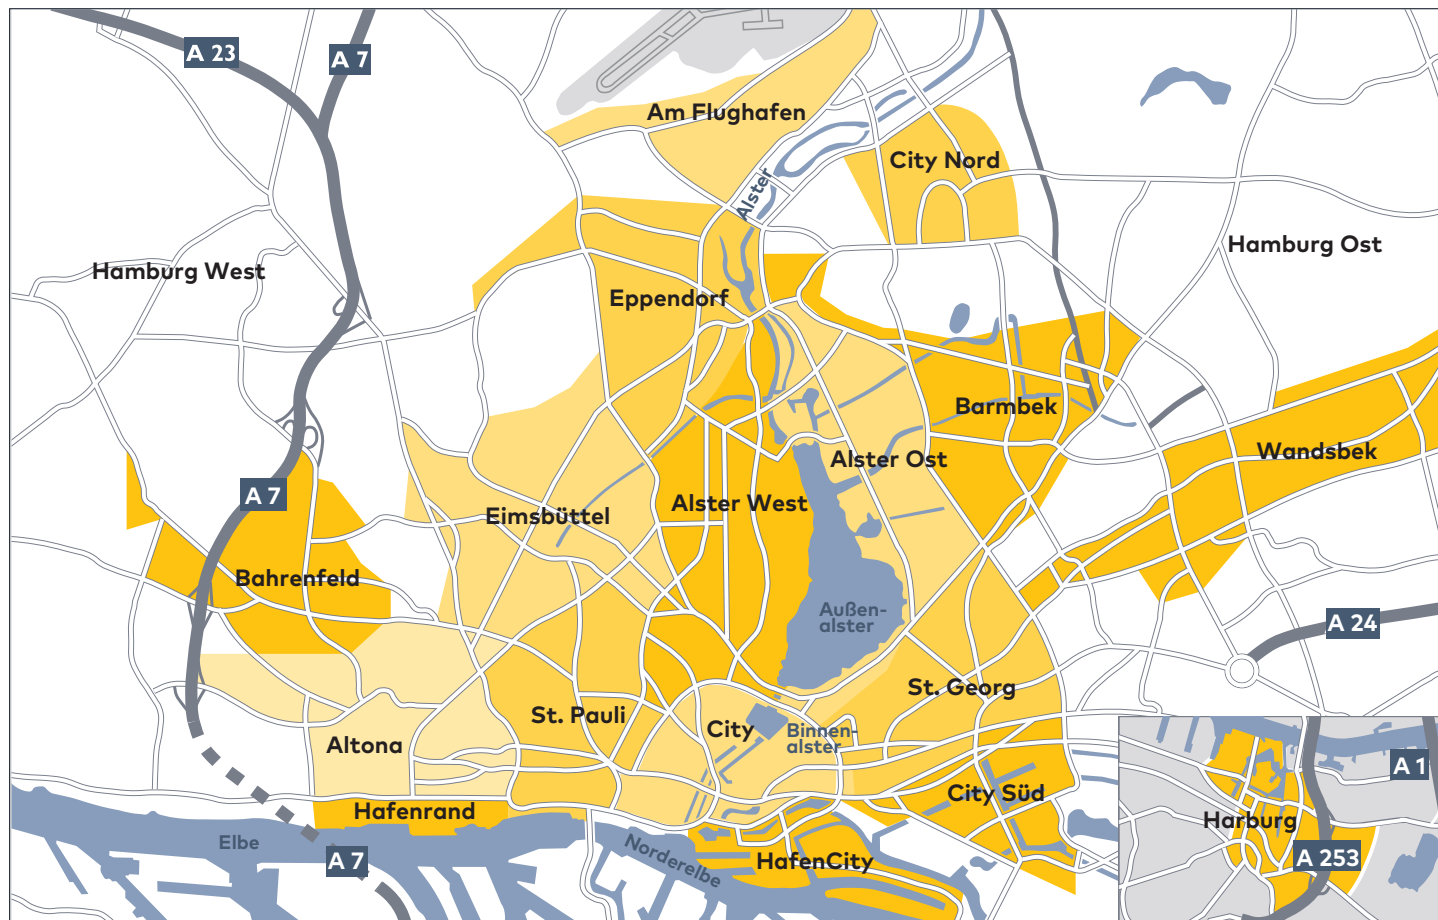 A 23
A 7
Am Flughafen
City Nord
Alster
Hamburg West
Hamburg Ost
Eppendorf
Barmbek
Wandsbek
Alster Ost
A 7
Alster West
Eimsbüttel
Bahrenfeld
Außen-
alster
A 24
St. Georg
St. Pauli
City
Binnen-
alster
Altona
A 1
City Süd
Hafenrand
Harburg
Elbe
A 7
Norderelbe
HafenCity
A 253